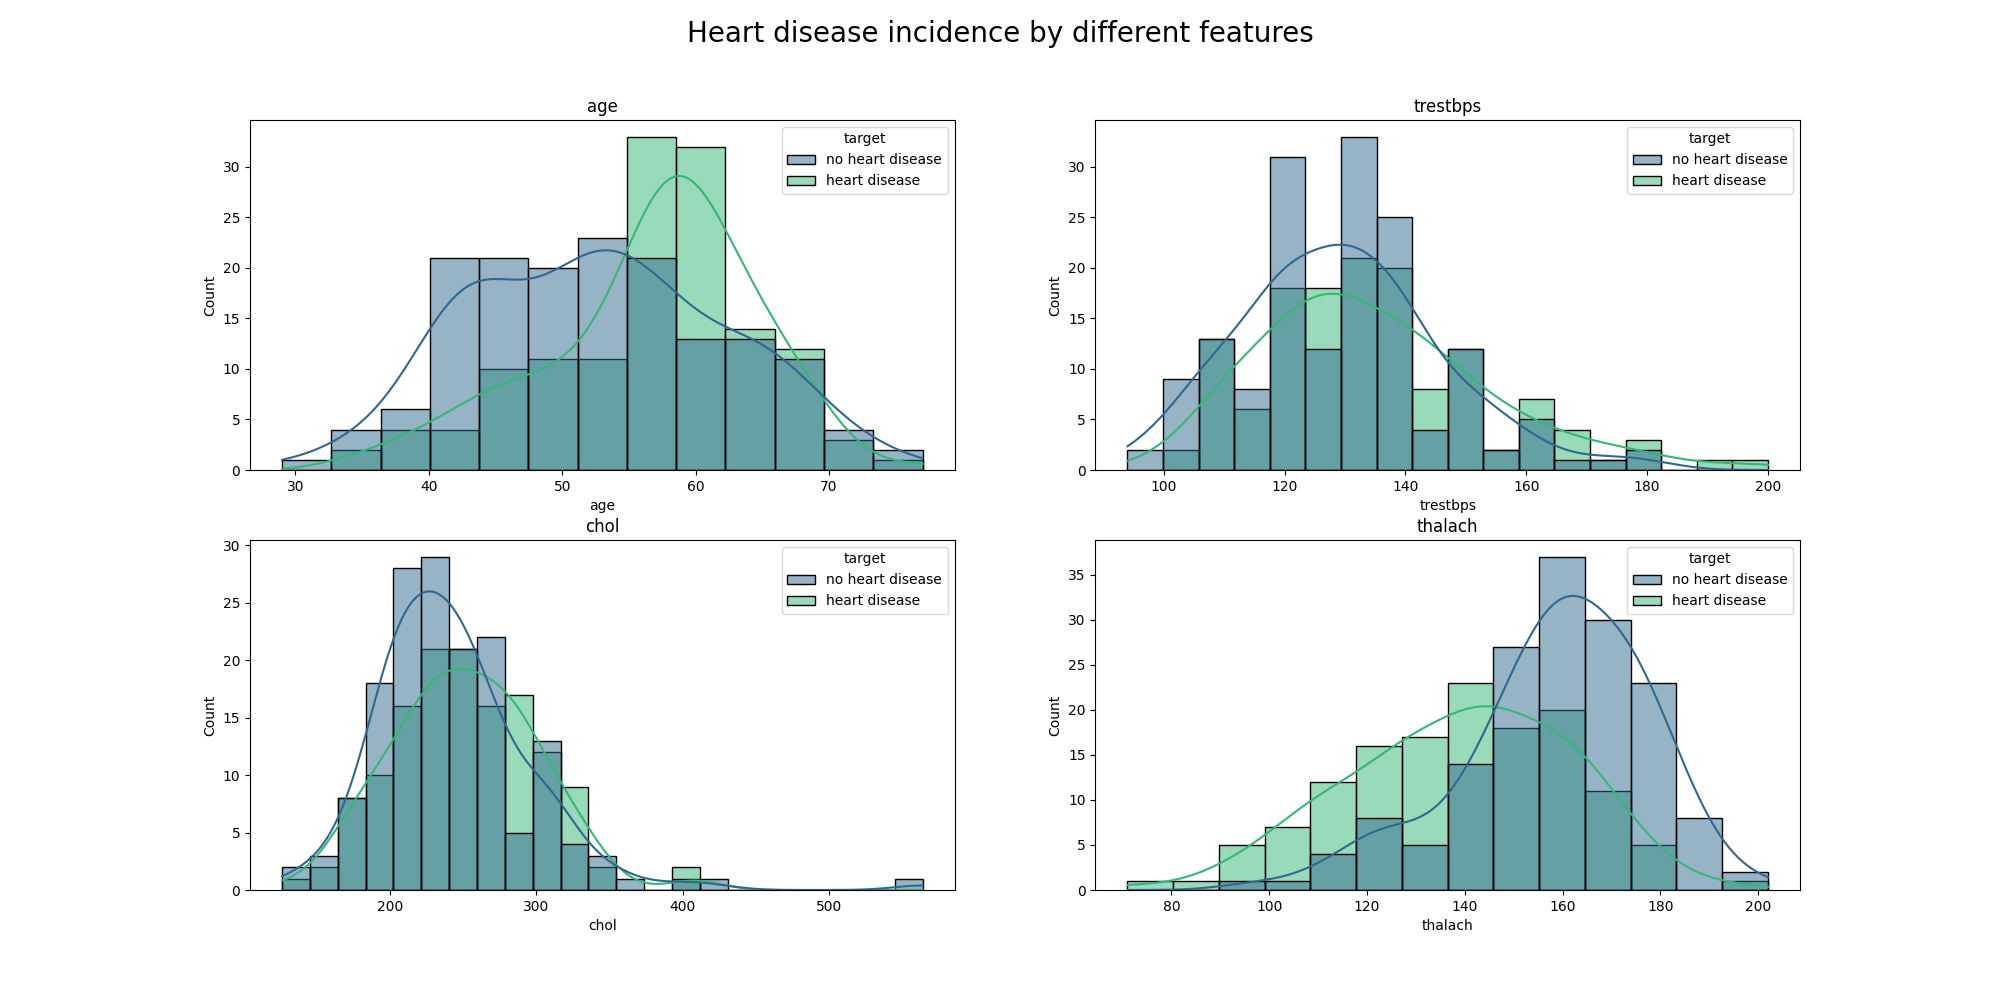 Heart disease incidence by different features
age
target
no heart disease
heart disease
Count
30
25
20
15
10
5
0
30 40 50 60 70
age
trestbps
target
no heart disease
heart disease
Count
30
25
20
15
10
5
0
100 120 140 160 180 200
trestbps
chol
target
no heart disease
heart disease
Count
30
25
20
15
10
5
0
200 300 400 500
chol
thalach
target
no heart disease
heart disease
Count
35
30
25
20
15
10
5
0
80 100 120 140 160 180 200
thalach